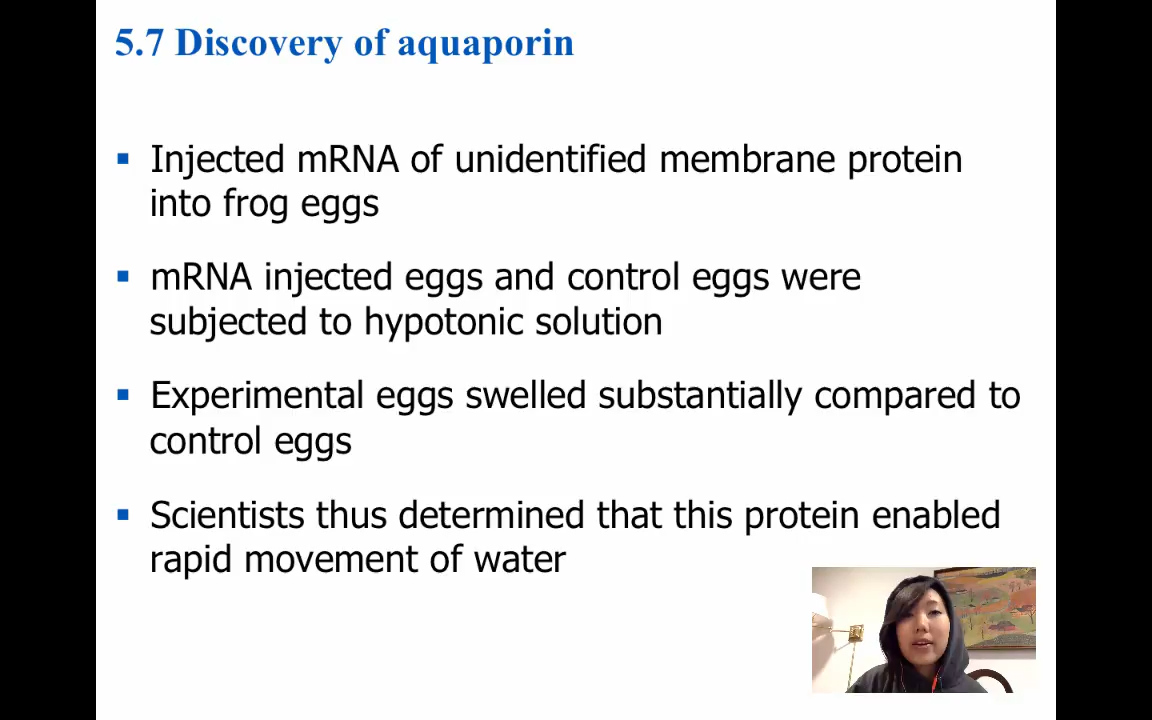 5.7 Discovery of aquaporin
▪ Injected mRNA of unidentified membrane protein
into frog eggs
▪ mRNA injected eggs and control eggs were
subjected to hypotonic solution
▪ Experimental eggs swelled substantially compared to
control eggs
▪ Scientists thus determined that this protein enabled
rapid movement of water